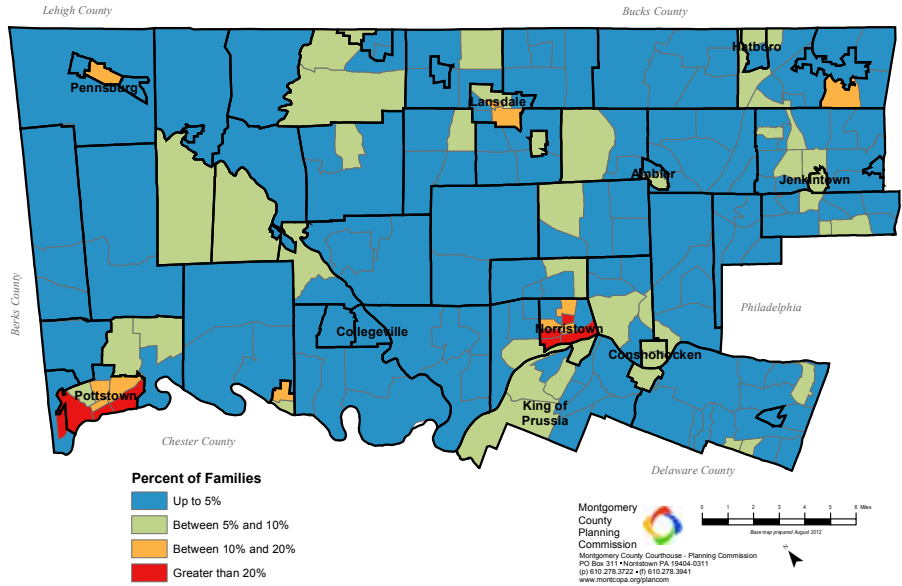 Lehigh County
Bucks County
Hatboro
Pennsburg
Lansdale
Ambler
Jenkintown
Berks County
Philadelphia
Collegeville
Norristown
Conshohocken
Pottstown
King of
Prussia
Chester County
Delaware County
Percent of Families
Up to 5%
Between 5% and 10%
Between 10% and 20%
Greater than 20%
Montgomery
County
Planning
Commission
0 1 2 3 4 5 6 Miles
Base map prepared August 2012
Montgomery County Courthouse - Planning Commission
PO Box 311 • Norristown PA 19404-0311
(p) 610.278.3722 • (f) 610.278.3941
www.montcopa.org/plancom